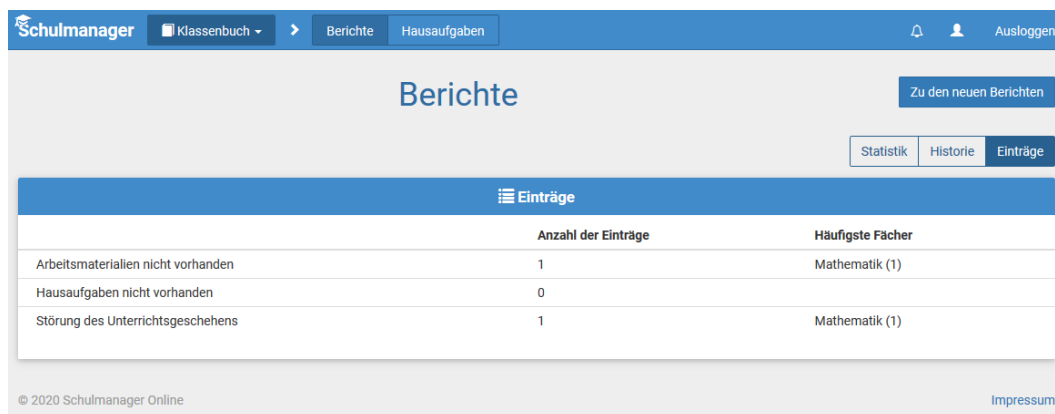 Schulmanager Klassenbuch Berichte Hausaufgaben Ausloggen
Berichte
Zu den neuen Berichten
Statistik Historie Einträge
Einträge
Anzahl der Einträge Häufigste Fächer
Arbeitsmaterialien nicht vorhanden 1 Mathematik (1)
Hausaufgaben nicht vorhanden 0
Störung des Unterrichtsgeschehens 1 Mathematik (1)
© 2020 Schulmanager Online Impressum